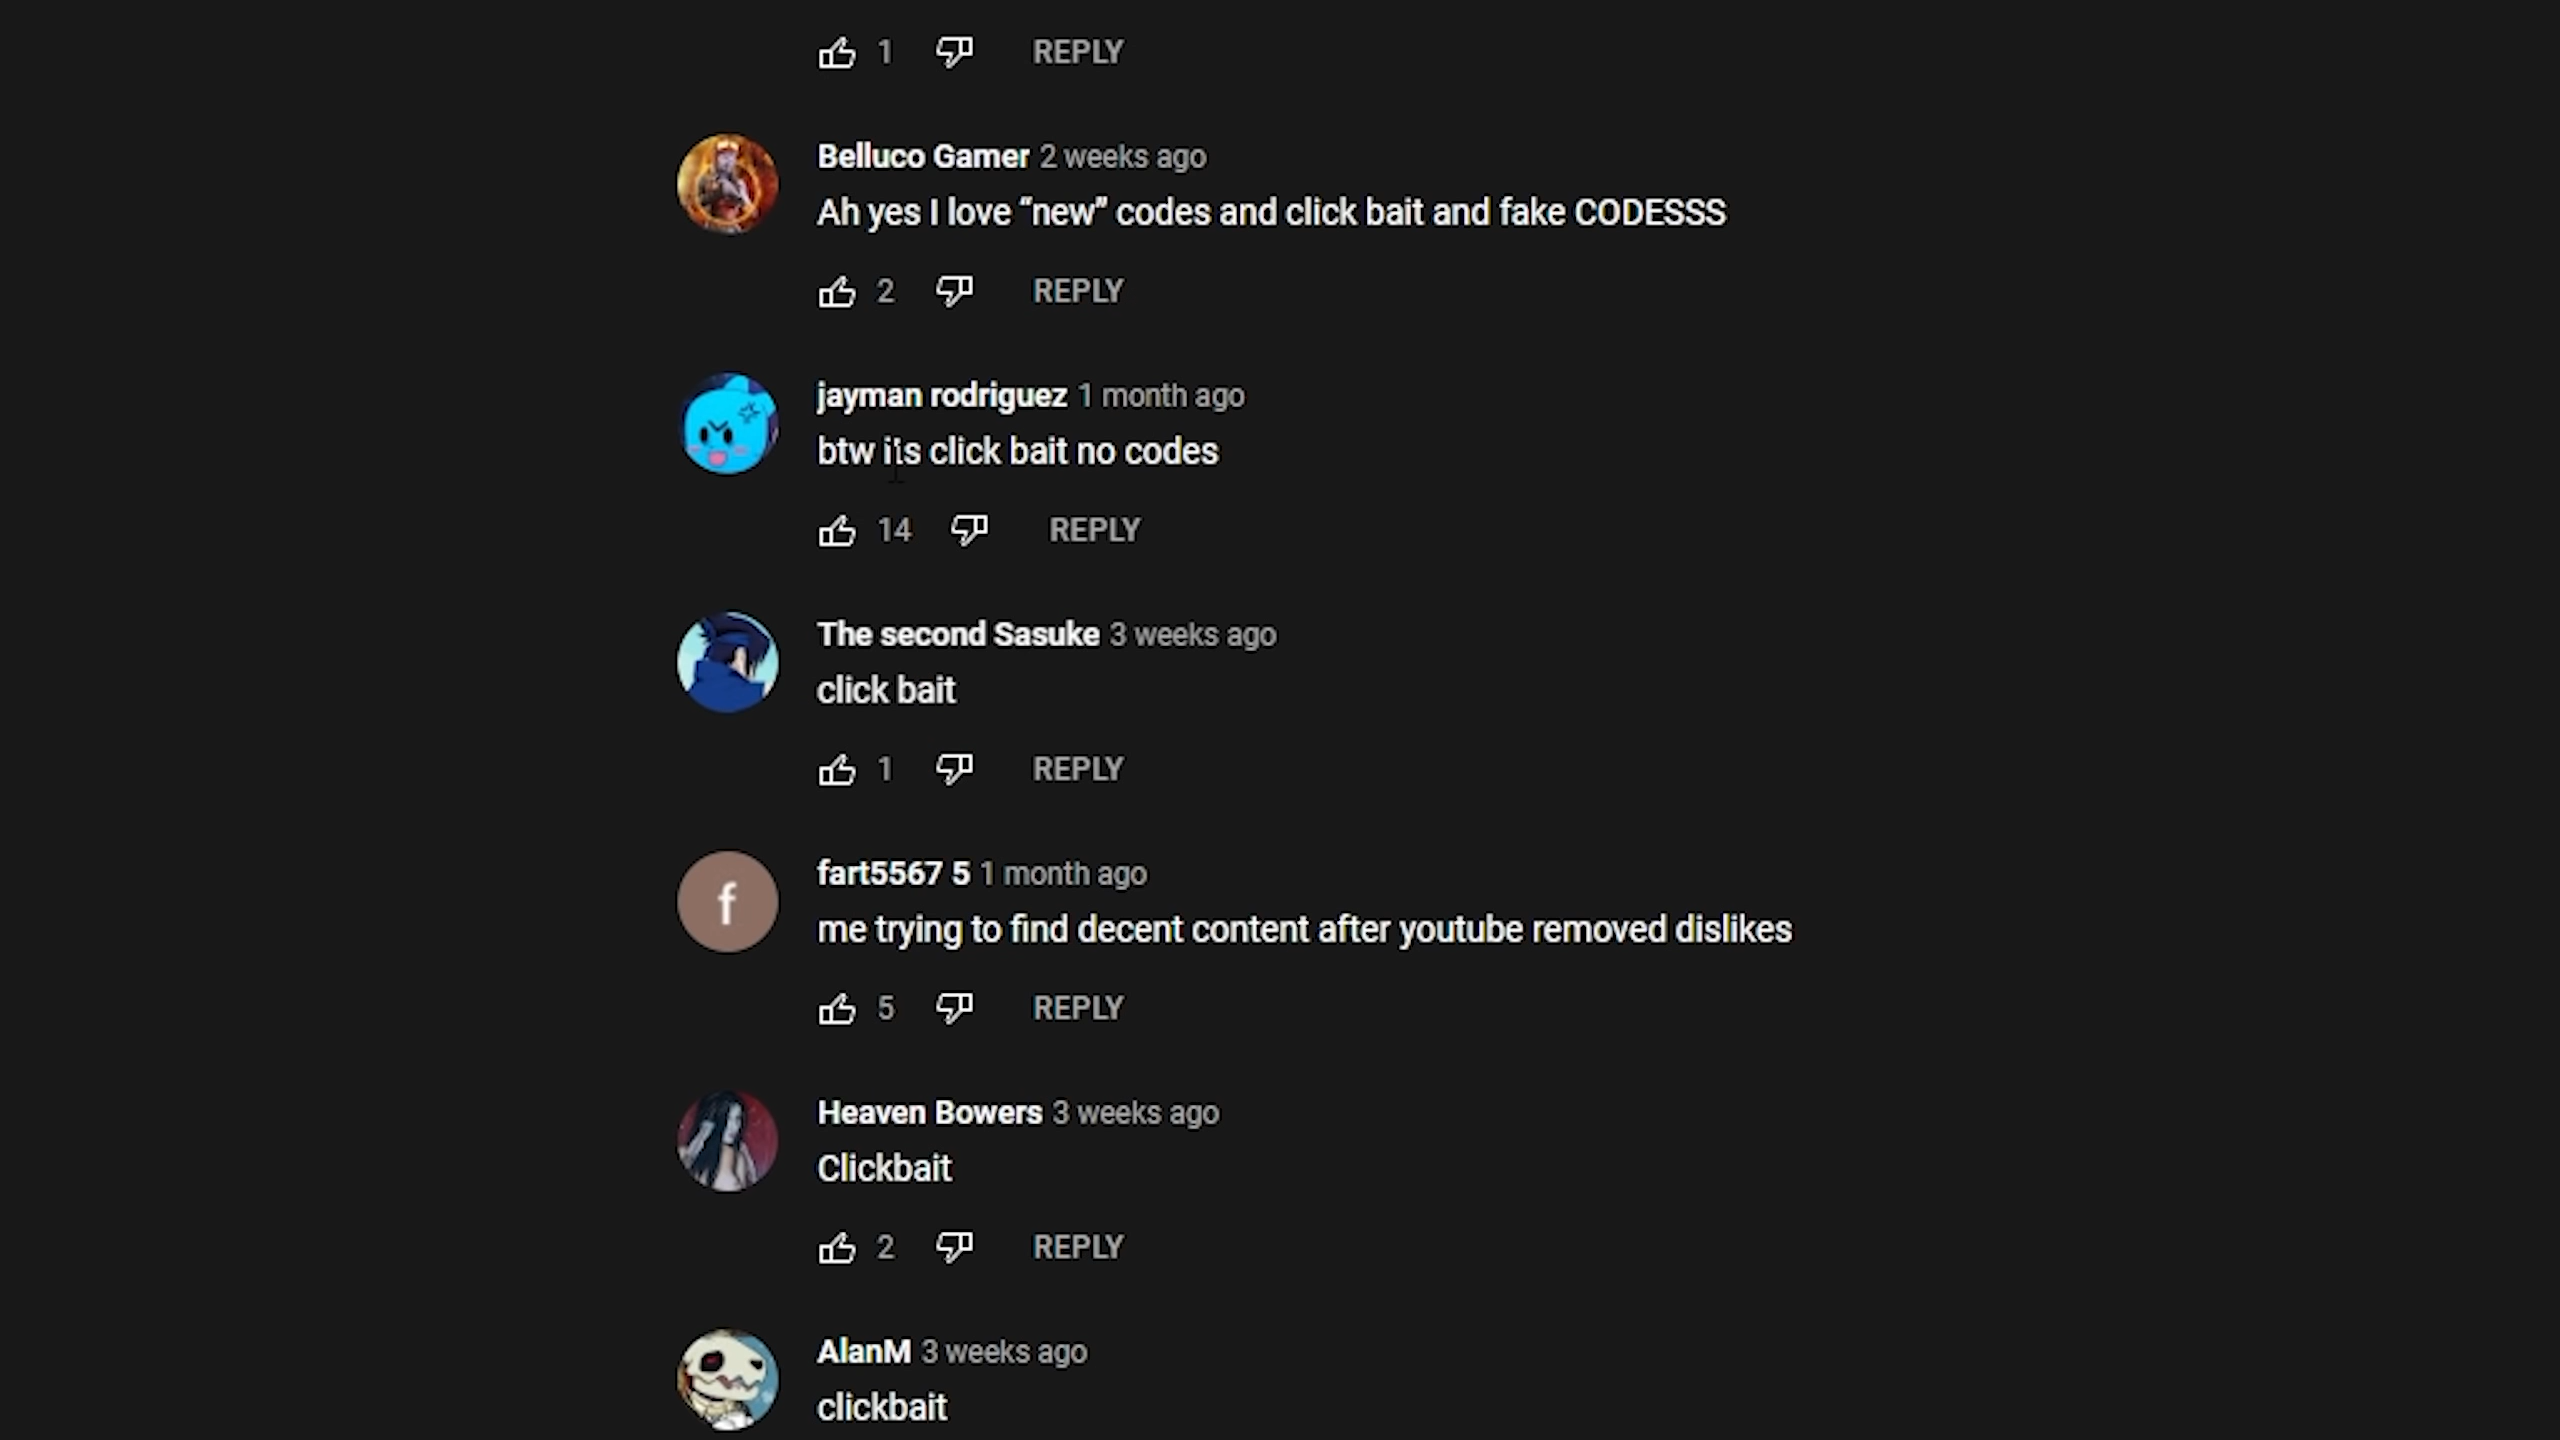 1 REPLY
Belluco Gamer 2 weeks ago
Ah yes I love “new” codes and click bait and fake CODESSS
2 REPLY
jayman rodriguez 1 month ago
btw it's click bait no codes
14 REPLY
The second Sasuke 3 weeks ago
click bait
1 REPLY
f
fart5567 5 1 month ago
me trying to find decent content after youtube removed dislikes
5 REPLY
Heaven Bowers 3 weeks ago
Clickbait
2 REPLY
AlanM 3 weeks ago
clickbait